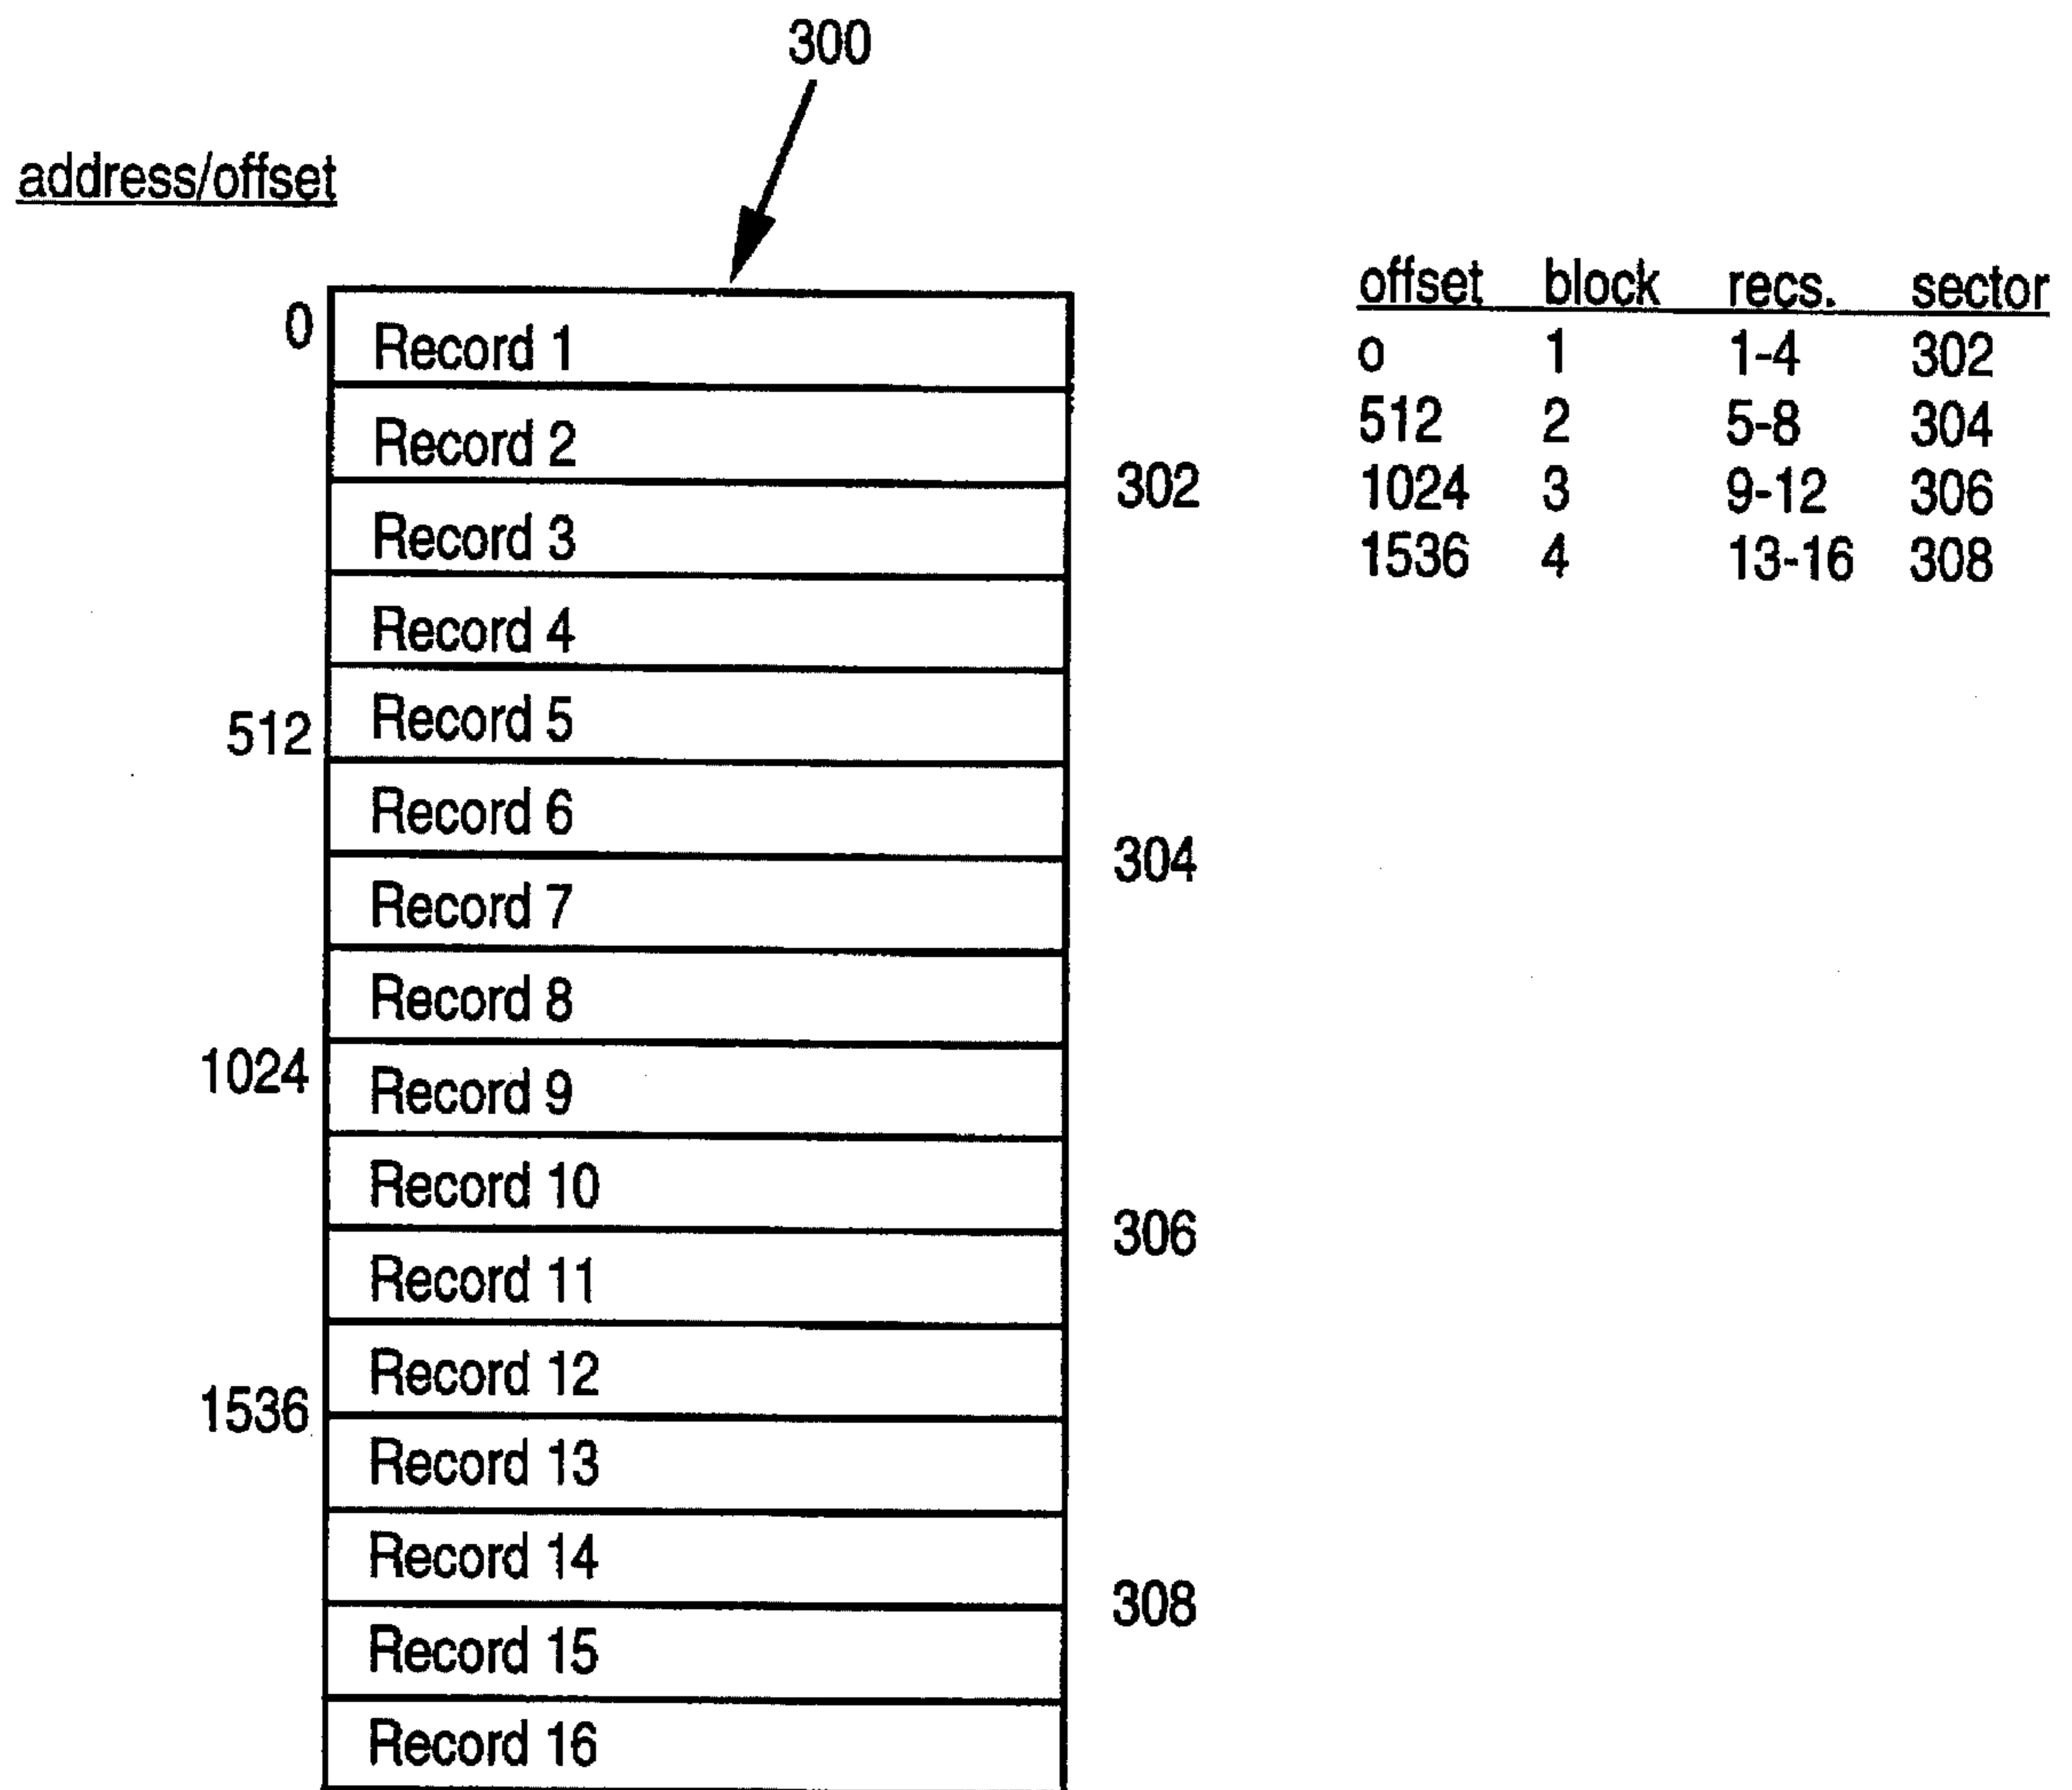 300
address/offset
offset block recs. sector
o 1 1-4 302
512 2 5-8 304
1024 3 9-12 306
1536 4 13-16 308
0
Record 1
Record 2
302
Record 3
Record 4
512
Record 5
Record 6
304
Record 7
Record 8
1024
Record 9
Record 10
306
Record 11
Record 12
1536
Record 13
Record 14
308
Record 15
Record 16